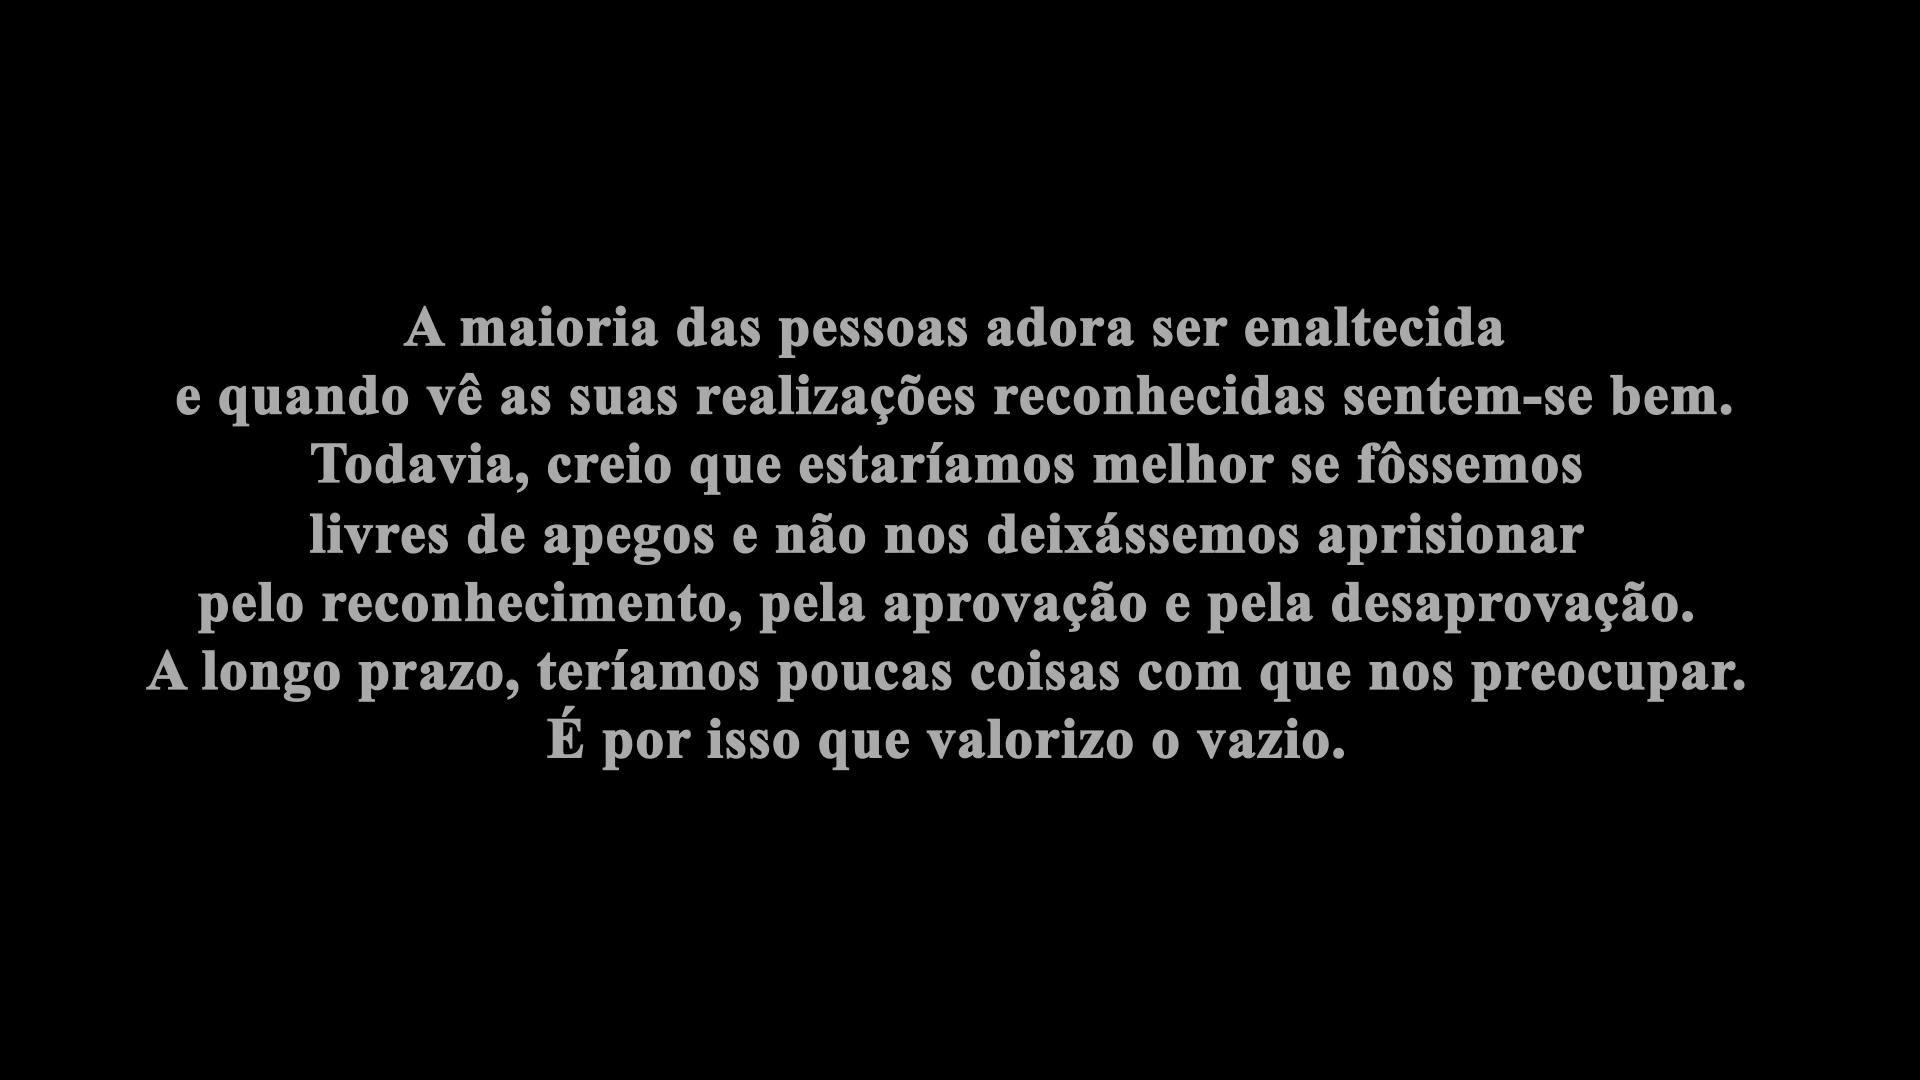 A maioria das pessoas adora ser enaltecida
e quando vê as suas realizações reconhecidas sentem-se bem.
Todavia, creio que estaríamos melhor se fôssemos
livres de apegos e não nos deixássemos aprisionar
pelo reconhecimento, pela aprovação e pela desaprovação.
A longo prazo, teríamos poucas coisas com que nos preocupar.
É por isso que valorizo o vazio.